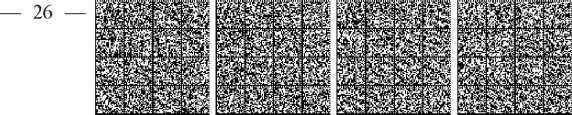 — 26 —